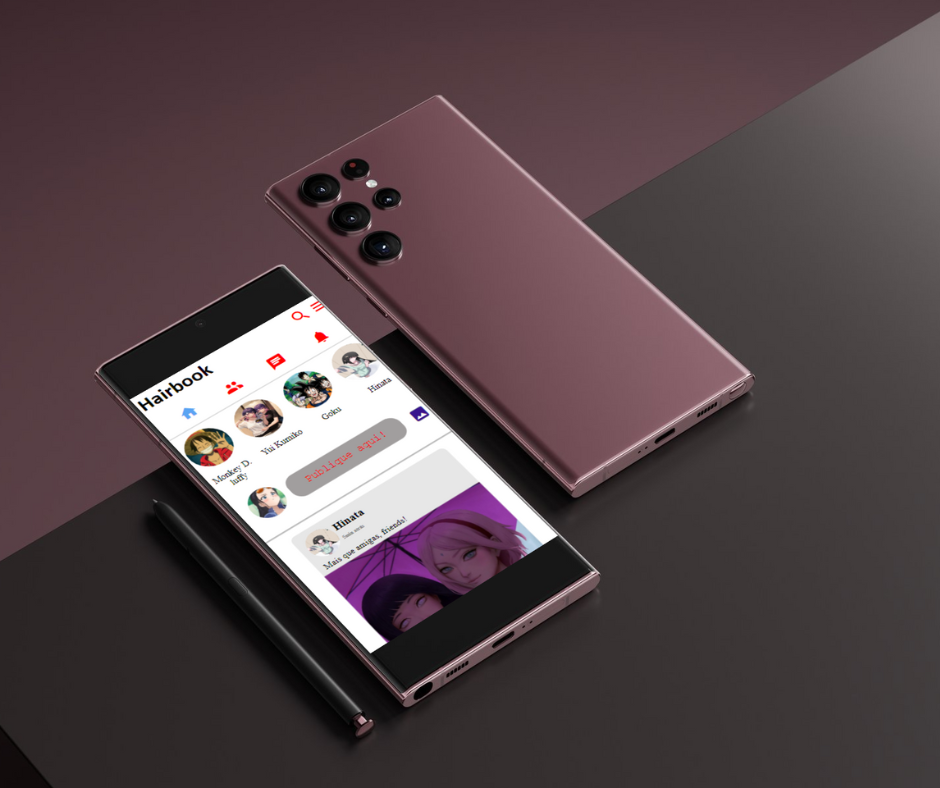 Hairbook
Monkey D.
luffy
Yui Kumiko
Goku
Hinata
Publique aqui!
Hinata
Mais que amigas, friends!